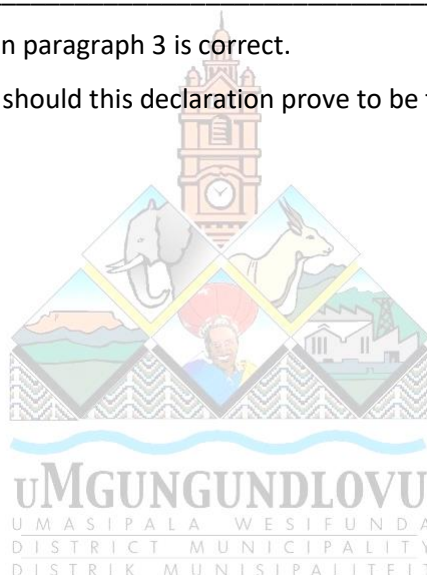 n paragraph 3 is correct.
should this declaration prove to be
uMGUNGUNDLOVU
UMASIPALA WESIFUNDA
DISTRICT MUNICIPALITY
DISTRIK MUNISIPALITEIT